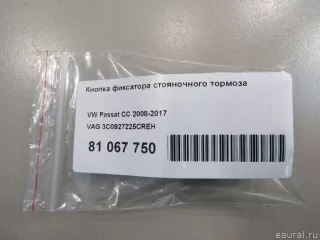 Кнопка фиксатора стояночного тормоза
VW Passat CC 2008-2017
VAG 3C0927225CREH
81 067 750
eaural.ru